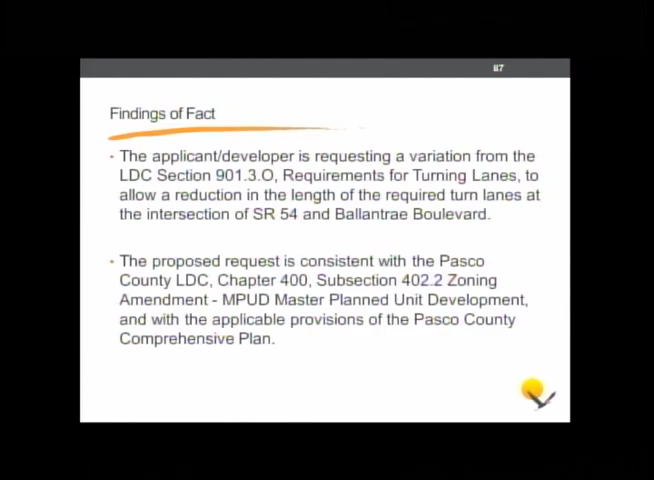 Findings of Fact
- The applicant/developer is requesting a variation from the
LDC Section 901.3.O, Requirements for Turning Lanes, to
allow a reduction in the length of the required turn lanes at
the intersection of SR 54 and Ballantrae Boulevard.
- The proposed request is consistent with the Pasco
County LDC, Chapter 400, Subsection 402.2 Zoning
Amendment - MPUD Master Planned Unit Development,
and with the applicable provisions of the Pasco County
Comprehensive Plan.